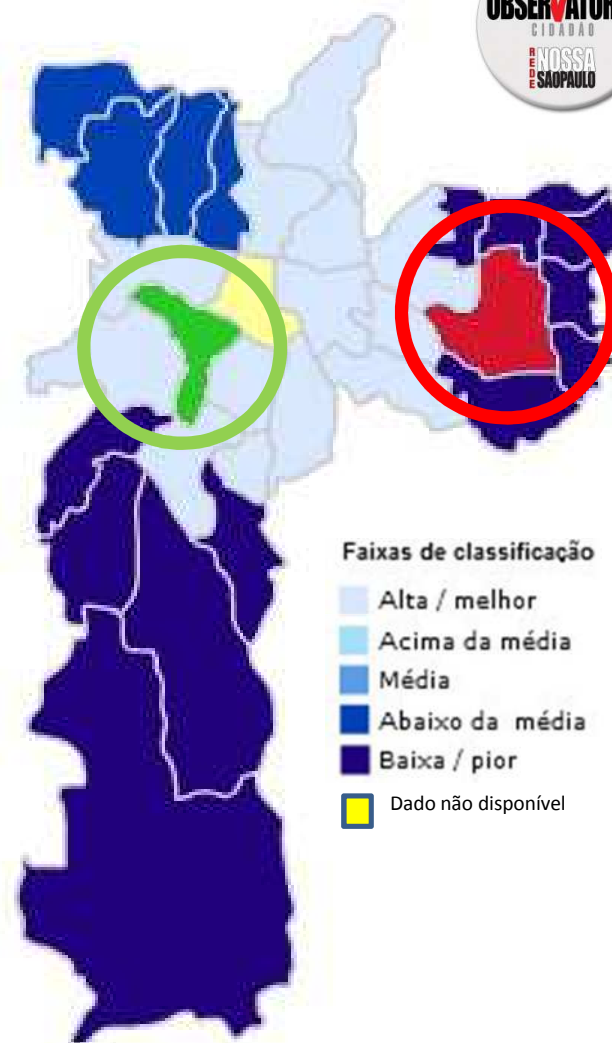 CIDADÃO
REDE
NOSSA
SÃOPAULO
Faixas de classificação
Alta / melhor
Acima da média
Média
Abaixo da média
Baixa / pior
Dado não disponível